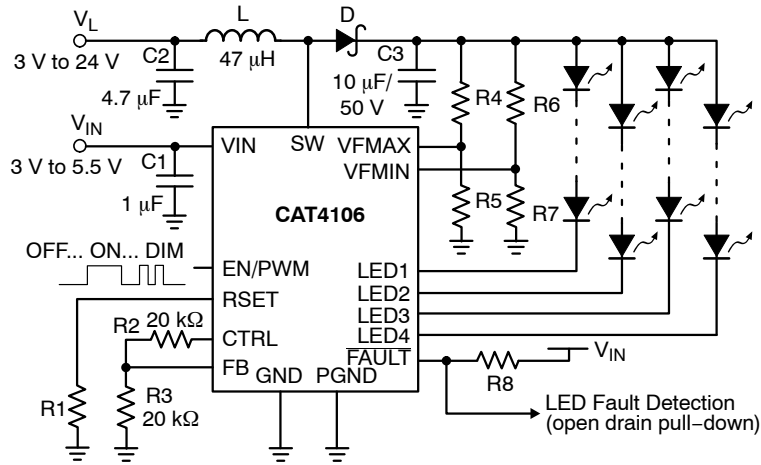 VL
L
D
3 V to 24 V
C2
47 μH
C3
4.7 μF
10 μF/
50 V
R4
R6
VIN
3 V to 5.5 V
C1
1 μF
VIN
SW
VFMAX
VFMIN
CAT4106
R5
R7
OFF... ON... DIM
EN/PWM
LED1
RSET
LED2
LED3
R2
20 kΩ
CTRL
LED4
FAULT
VIN
FB
GND
PGND
R8
R1
R3
20 kΩ
LED Fault Detection
(open drain pull−down)